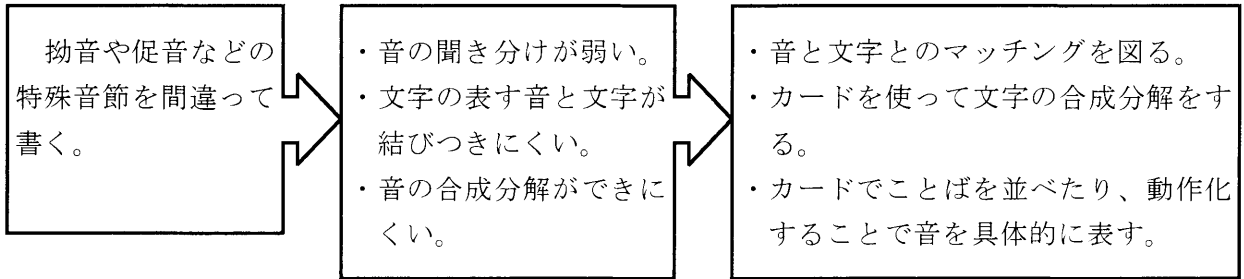 拗音や促音などの
特殊音節を間違って
書く。
・音の聞き分けが弱い。
・文字の表す音と文字が
結びつきにくい。
・音の合成分解ができに
くい。
・音と文字とのマッチングを図る。
・カードを使って文字の合成分解をす
る。
・カードでことばを並べたり、動作化
することで音を具体的に表す。